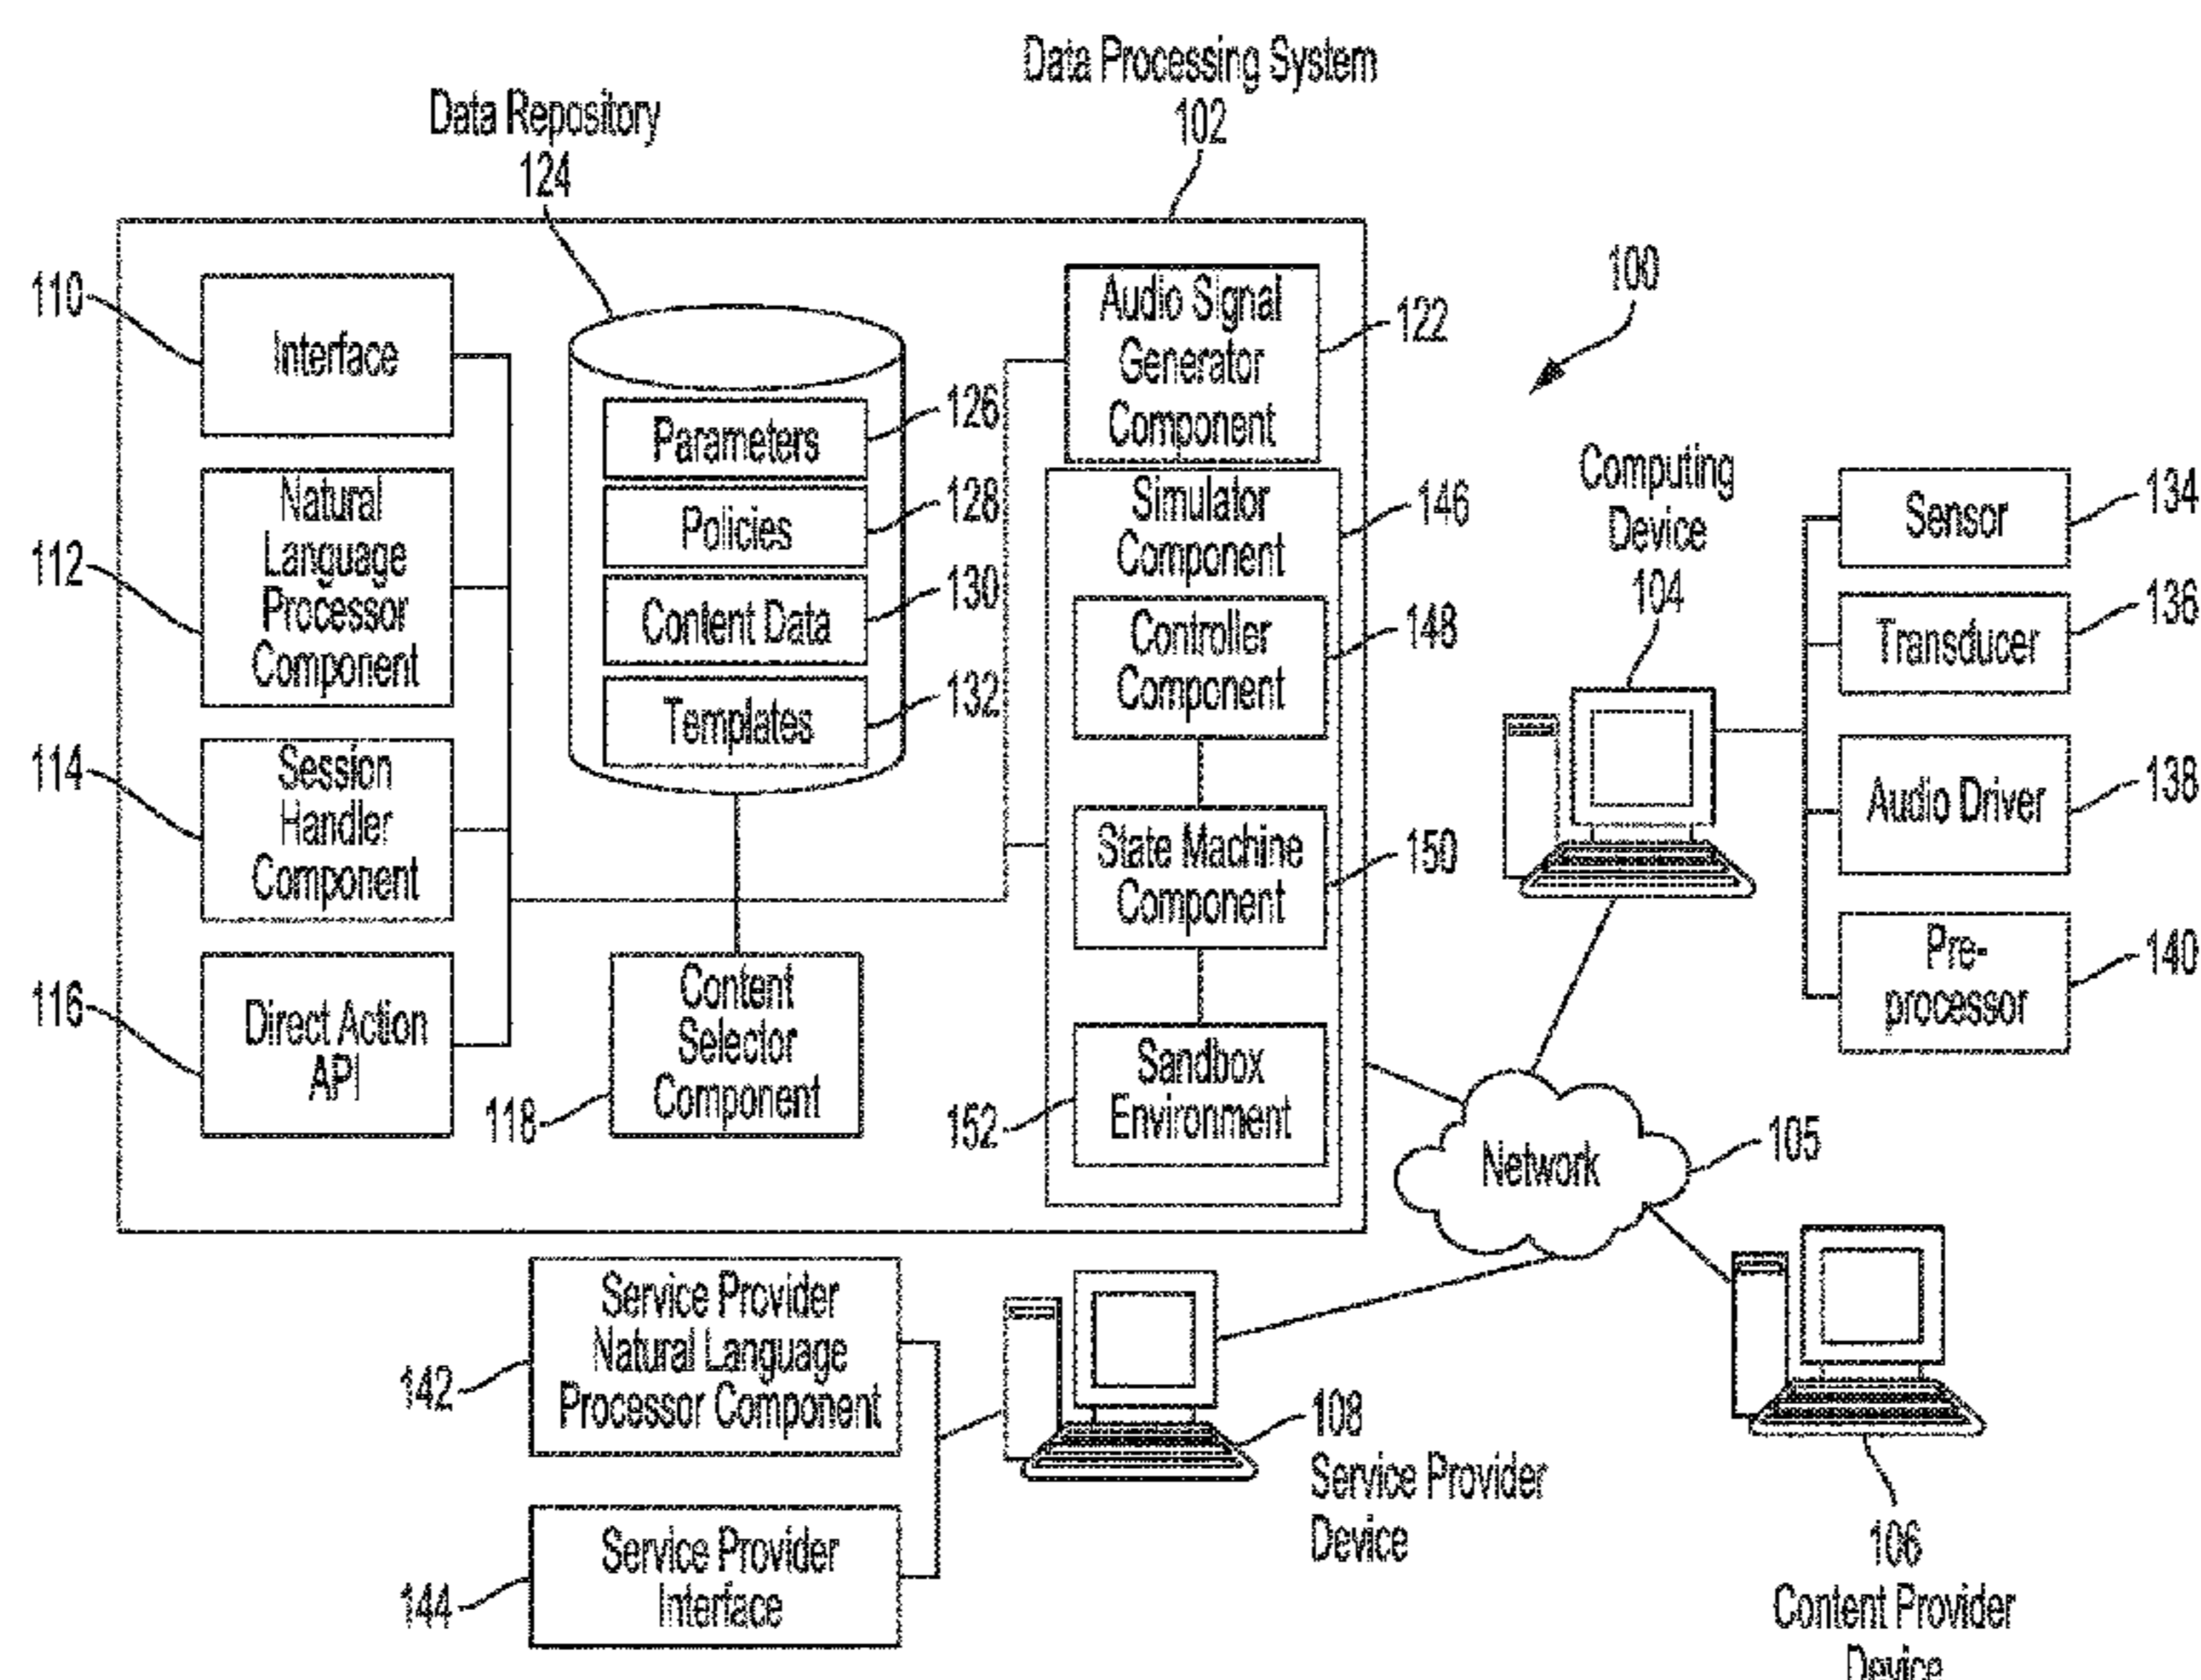 Data Processing System
102
Data Repository
124
100
110
Interface
112
Natural
Language
Processor
Component
114
Session
Handler
Component
116
Direct Action
API
Parameters
126
Policies
128
Content Data
130
Templates
132
118
Content
Selector
Component
Audio Signal
Generator
Component
122
Simulator
Component
146
Controller
Component
148
State Machine
Component
150
152
Sandbox
Environment
Computing
Device
104
Sensor
134
Transducer
136
Audio Driver
138
Pre-
processor
140
Network
105
142
Service Provider
Natural Language
Processor Component
144
Service Provider
Interface
108
Service Provider
Device
106
Content Provider
Device